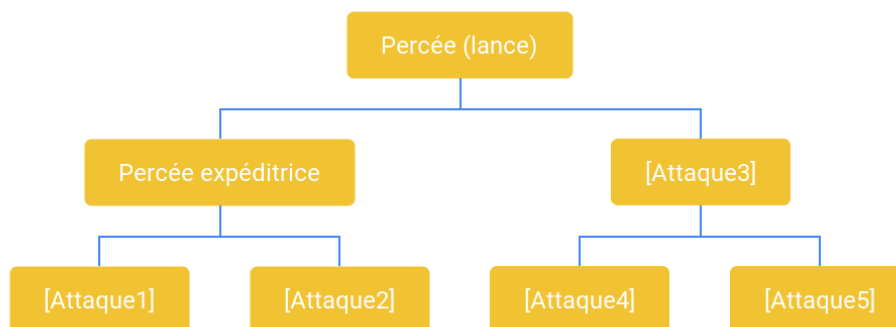 Percée (lance)
Percée expéditrice
[Attaque3]
[Attaque1]
[Attaque2]
[Attaque4]
[Attaque5]